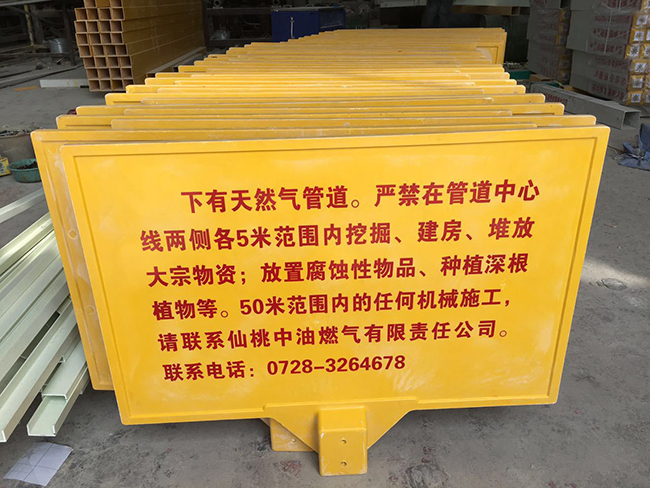 下有天然气管道。严禁在管道中心
线两侧各5米范围内挖掘、建房、堆放
大宗物资；放置腐蚀性物品、种植深根
植物等。50米范围内的任何机械施工，
请联系仙桃中油燃气有限责任公司。
联系电话：0728-3264678